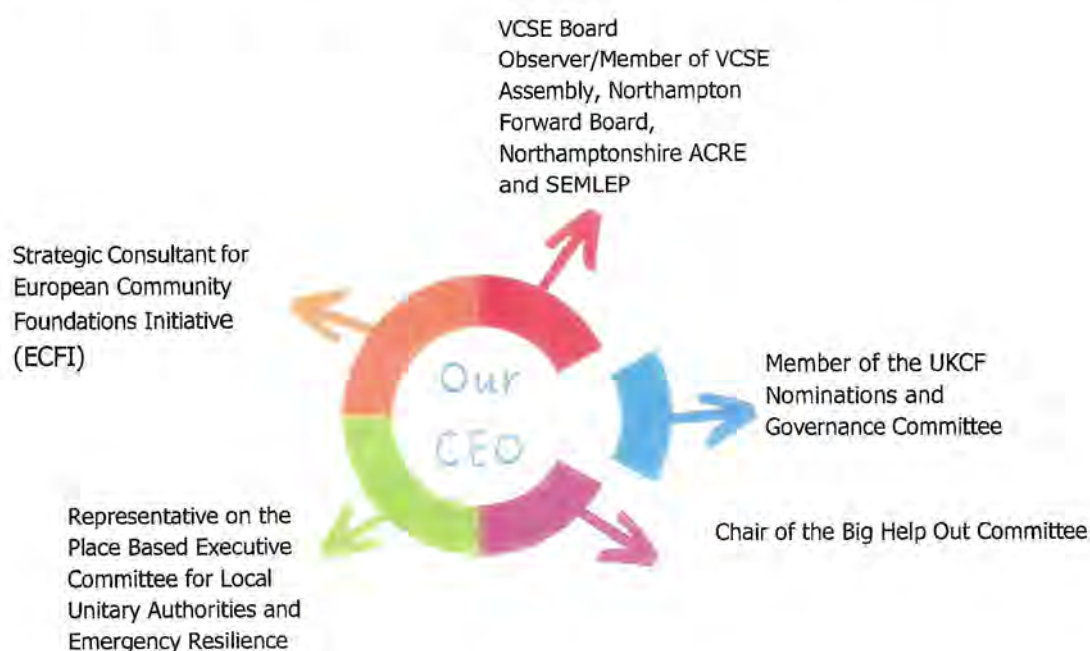 VCSE Board
Observer/Member of VCSE
Assembly, Northampton
Forward Board,
Northamptonshire ACRE
and SEMLEP
Strategic Consultant for
European Community
Foundations Initiative
(ECFI)
Our
CEO
Member of the UKCF
Nominations and
Governance Committee
Chair of the Big Help Out Committee
Representative on the
Place Based Executive
Committee for Local
Unitary Authorities and
Emergency Resilience